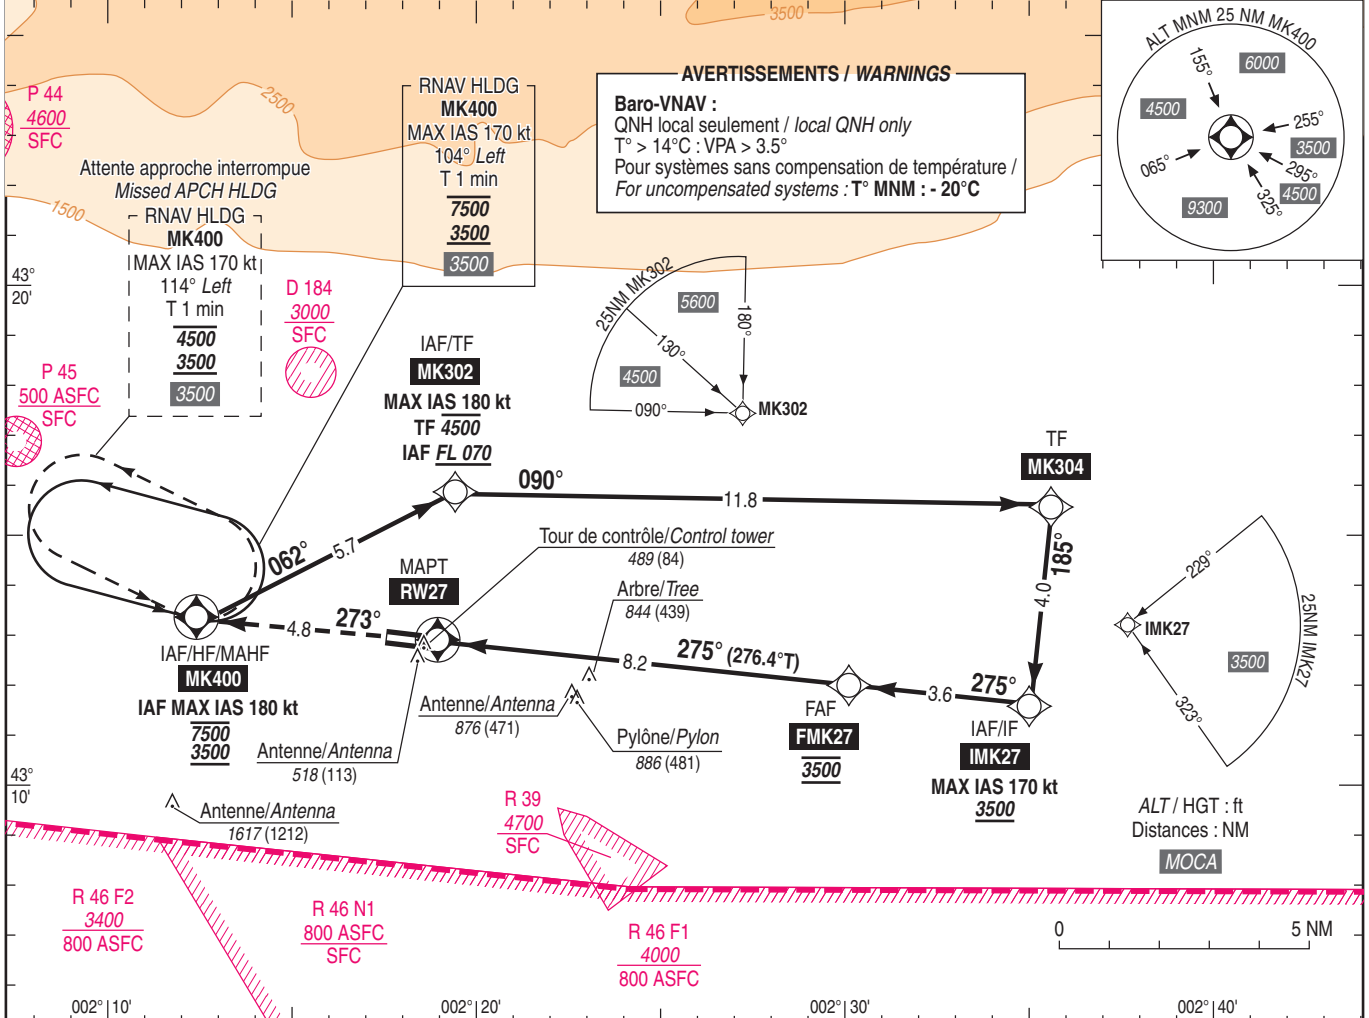 3500
2500
1500
P 44
4600
SFC
Attente approche interrompue
Missed APCH HLDG
RNAV HLDG
MK400
MAX IAS 170 kt
114° Left
T 1 min
4500
3500
3500
RNAV HLDG
MK400
MAX IAS 170 kt
104° Left
T 1 min
7500
3500
3500
AVERTISSEMENTS / WARNINGS
Baro-VNAV :
QNH local seulement / local QNH only
T° > 14°C : VPA > 3.5°
Pour systèmes sans compensation de température /
For uncompensated systems : T° MNM : - 20°C
ALT MNM 25 NM MK400
155°
6000
4500
255°
3500
065°
295°
4500
325°
9300
43°
20'
D 184
3000
SFC
P 45
500 ASFC
SFC
25NM MK302
5600
180°
130°
4500
090°
MK302
IAF/TF
MK302
MAX IAS 180 kt
TF 4500
IAF FL 070
090°
11.8
TF
MK304
062°
5.7
Tour de contrôle/Control tower
489 (84)
185°
4.0
MAPT
RW27
Arbre/Tree
844 (439)
229°
25NM IMK27
IMK27
3500
323°
273°
4.8
275° (276.4°T)
8.2
275°
3.6
IAF/HF/MAHF
MK400
IAF MAX IAS 180 kt
7500
3500
Antenne/Antenna
876 (471)
Antenne/Antenna
518 (113)
Pylône/Pylon
886 (481)
FAF
FMK27
3500
IAF/IF
IMK27
MAX IAS 170 kt
3500
43°
10'
Antenne/Antenna
1617 (1212)
R 39
4700
SFC
ALT / HGT : ft
Distances : NM
MOCA
R 46 F2
3400
800 ASFC
R 46 N1
800 ASFC
SFC
R 46 F1
4000
800 ASFC
0
5 NM
002° 10'
002° 20'
002° 30'
002° 40'